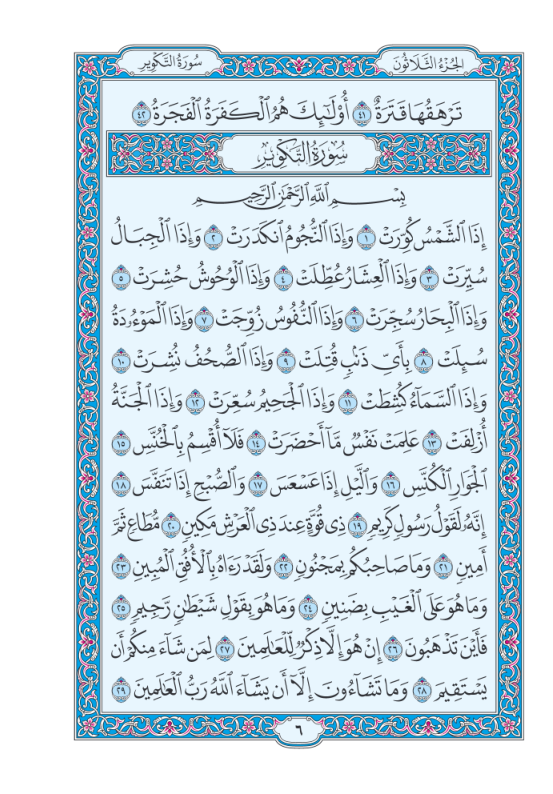 الجُزْءُ الثَّلَاثُونَ
سُورَةُ التَّكْوِيرِ
تَرْهَقُهَا قَتَرَةٌ ٤١ أُوْلَٰٓئِكَ هُمُ ٱلْكَفَرَةُ ٱلْفَجَرَةُ ٤٢
سُورَةُ التَّكْوِيرِ
بِسْمِ ٱللَّهِ ٱلرَّحْمَٰنِ ٱلرَّحِيمِ
إِذَا ٱلشَّمْسُ كُوِّرَتْ ١ وَإِذَا ٱلنُّجُومُ ٱنكَدَرَتْ ٢ وَإِذَا ٱلْجِبَالُ
سُيِّرَتْ ٣ وَإِذَا ٱلْعِشَارُ عُطِّلَتْ ٤ وَإِذَا ٱلْوُحُوشُ حُشِرَتْ ٥
وَإِذَا ٱلْبِحَارُ سُجِّرَتْ ٦ وَإِذَا ٱلنُّفُوسُ زُوِّجَتْ ٧ وَإِذَا ٱلْمَوْءُۥدَةُ
سُئِلَتْ ٨ بِأَيِّ ذَنۢبٍ قُتِلَتْ ٩ وَإِذَا ٱلصُّحُفُ نُشِرَتْ ١٠
وَإِذَا ٱلسَّمَآءُ كُشِطَتْ ١١ وَإِذَا ٱلْجَحِيمُ سُعِّرَتْ ١٢ وَإِذَا ٱلْجَنَّةُ
أُزْلِفَتْ ١٣ عَلِمَتْ نَفْسٌ مَّآ أَحْضَرَتْ ١٤ فَلَآ أُقْسِمُ بِٱلْخُنَّسِ ١٥
ٱلْجَوَارِ ٱلْكُنَّسِ ١٦ وَٱلَّيْلِ إِذَا عَسْعَسَ ١٧ وَٱلصُّبْحِ إِذَا تَنَفَّسَ ١٨
إِنَّهُۥ لَقَوْلُ رَسُولٍ كَرِيمٍ ١٩ ذِي قُوَّةٍ عِندَ ذِي ٱلْعَرْشِ مَكِينٍ ٢٠ مُّطَاعٍ ثَمَّ
أَمِينٍ ٢١ وَمَا صَاحِبُكُم بِمَجْنُونٍ ٢٢ وَلَقَدْ رَءَاهُ بِٱلْأُفُقِ ٱلْمُبِينِ ٢٣
وَمَا هُوَ عَلَى ٱلْغَيْبِ بِضَنِينٍ ٢٤ وَمَا هُوَ بِقَوْلِ شَيْطَٰنٍ رَّجِيمٍ ٢٥
فَأَيْنَ تَذْهَبُونَ ٢٦ إِنْ هُوَ إِلَّا ذِكْرٌ لِّلْعَٰلَمِينَ ٢٧ لِمَن شَآءَ مِنكُمْ أَن
يَسْتَقِيمَ ٢٨ وَمَا تَشَآءُونَ إِلَّآ أَن يَشَآءَ ٱللَّهُ رَبُّ ٱلْعَٰلَمِينَ ٢٩
٦